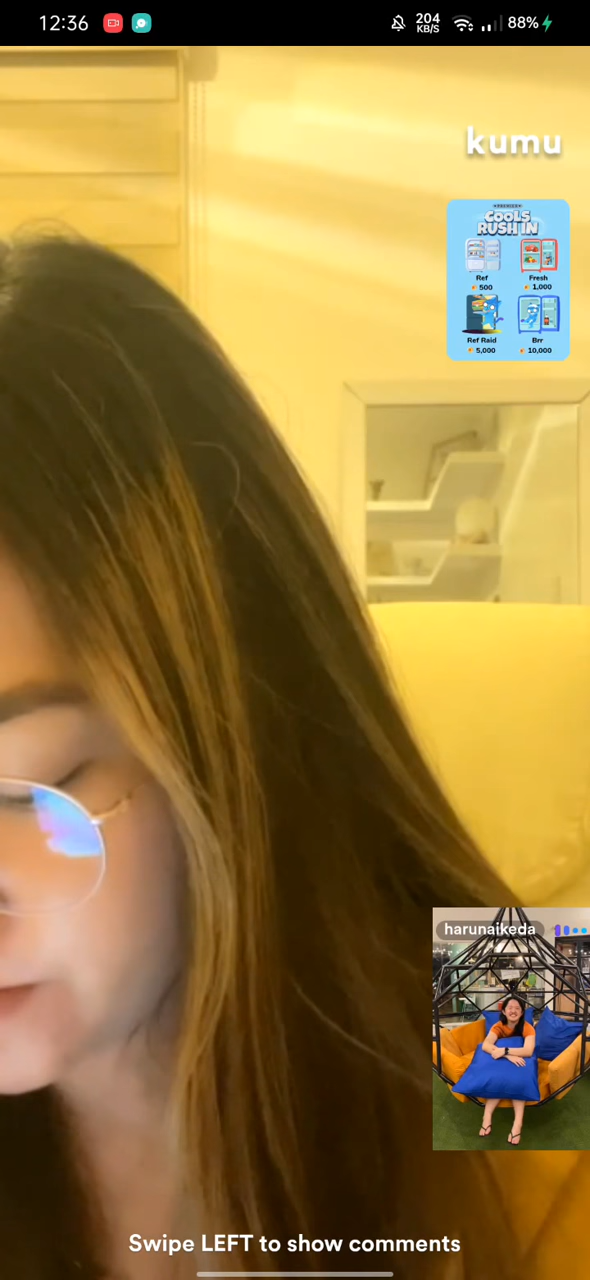 12:36
204
KB/S
88%
kumu
COOLS
RUSH IN
Ref
Fresh
500
1,000
Ref Raid
Brr
5,000
10,000
harunaikeda
Swipe LEFT to show comments